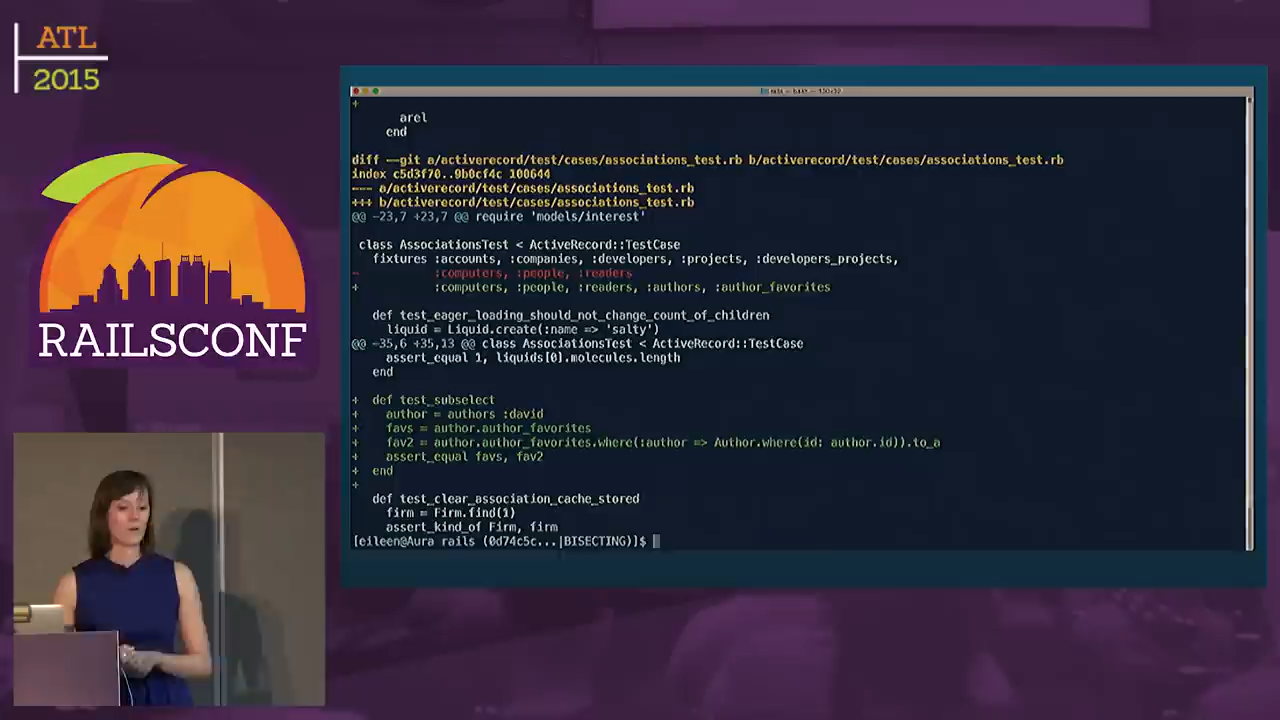 ATL
2015
RAILSCONF
+
arel
end
diff --git a/activerecord/test/cases/associations_test.rb b/activerecord/test/cases/associations_test.rb
index c5d3f70..9b0cf4c 100644
--- a/activerecord/test/cases/associations_test.rb
+++ b/activerecord/test/cases/associations_test.rb
@@ -23,7 +23,7 @@ require 'models/interest'
class AssociationsTest < ActiveRecord::TestCase
fixtures :accounts, :companies, :developers, :projects, :developers_projects,
- :computers, :people, :readers
+ :computers, :people, :readers, :authors, :author_favorites
def test_eager_loading_should_not_change_count_of_children
liquid = Liquid.create(:name => 'salty')
@@ -35,6 +35,13 @@ class AssociationsTest < ActiveRecord::TestCase
assert_equal 1, liquids[0].molecules.length
end
+ def test_subselect
+ author = authors :david
+ favs = author.author_favorites
+ fav2 = author.author_favorites.where(:author => Author.where(id: author.id)).to_a
+ assert_equal favs, fav2
+ end
+
def test_clear_association_cache_stored
firm = Firm.find(1)
assert_kind_of Firm, firm
[eileen@Aura rails (0d74c5c...|BISECTING)]$